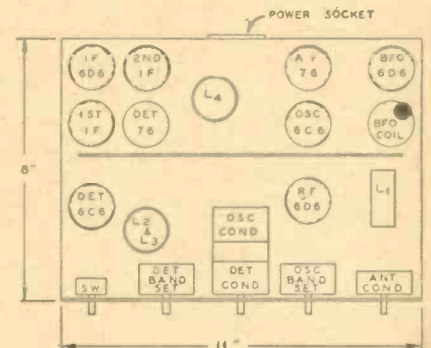 POWER SOCKET
IF
6D6
2ND
IF
A F
76
BFO
6D6
L4
1ST
IF
DET
76
OSC
6C6
BFO
COIL
8"
DET
6C6
L2
&
L3
OSC
COND
RF
6D6
L1
SW
DET
BAND
SET
DET
COND
OSC
BAND
SET
ANT
COND
11"